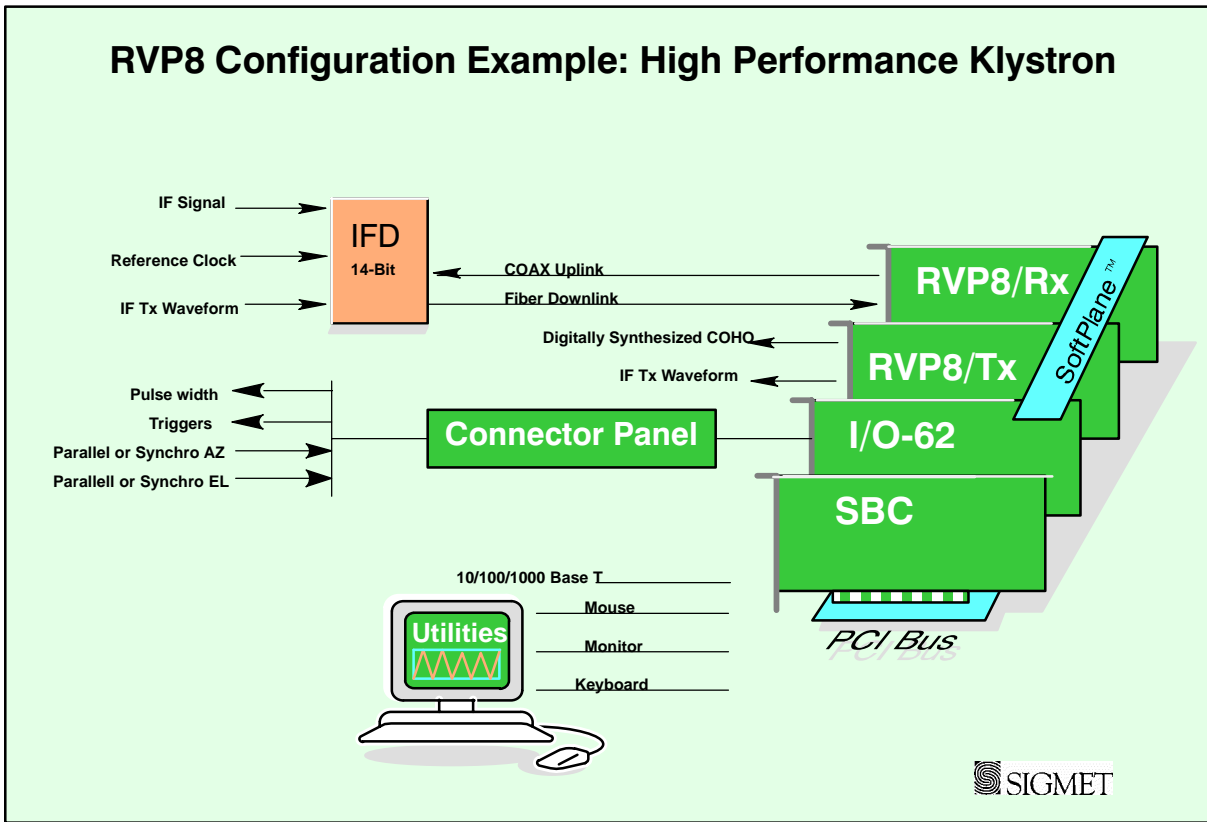 RVP8 Configuration Example: High Performance Klystron
IF Signal
Reference Clock
IF Tx Waveform
IFD
14-Bit
COAX Uplink
Fiber Downlink
Digitally Synthesized COHO
IF Tx Waveform
RVP8/Rx
RVP8/Tx
I/O-62
SBC
SoftPlane™
Pulse width
Triggers
Parallel or Synchro AZ
Parallell or Synchro EL
Connector Panel
10/100/1000 Base T
Mouse
Monitor
Keyboard
Utilities
PCI Bus
SIGMET